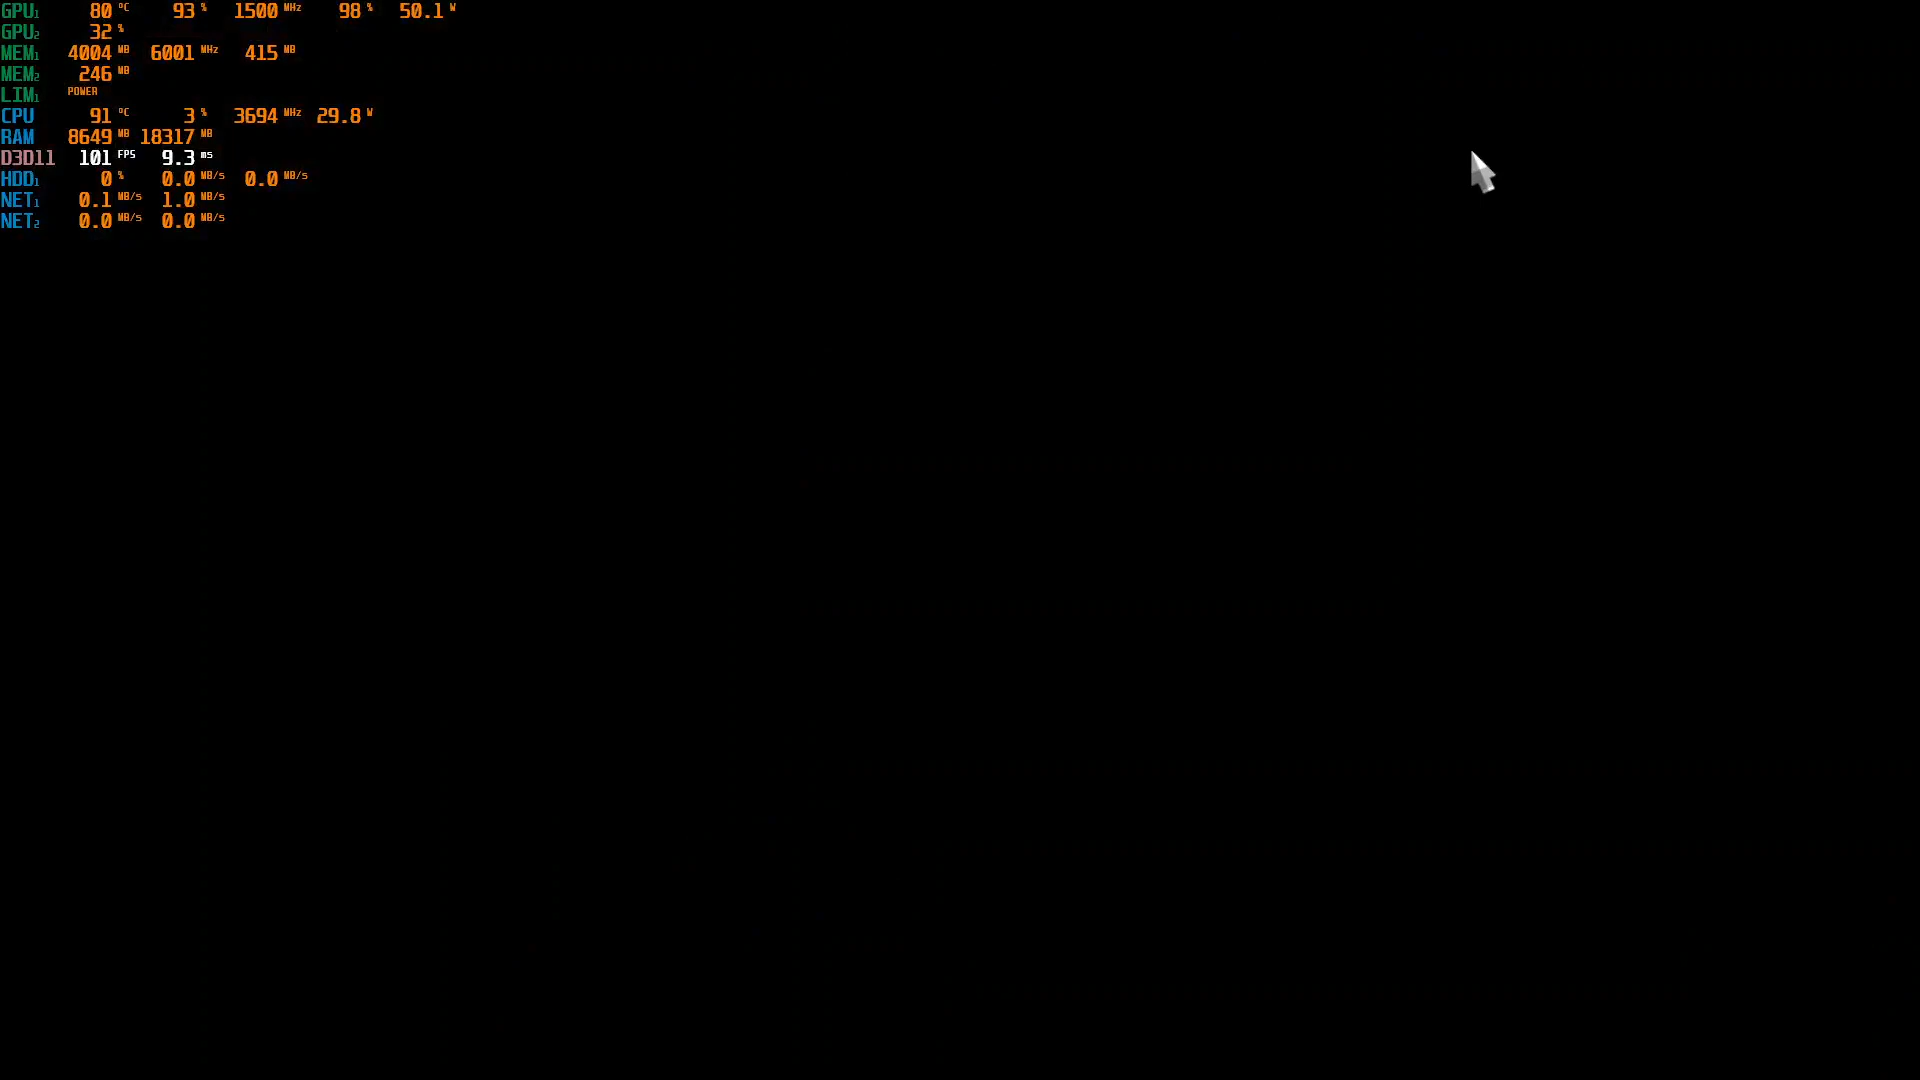 GPU1 80 °C 93 % 1500 MHz 98 % 50.1 W
GPU2 32 %
MEM1 4004 MB 6001 MHz 415 MB
MEM2 246 MB
LIM1 POWER
CPU 91 °C 3 % 3694 MHz 29.8 W
RAM 8649 MB 18317 MB
D3D11 101 FPS 9.3 ms
HDD1 0 % 0.0 MB/s 0.0 MB/s
NET1 0.1 MB/s 1.0 MB/s
NET2 0.0 MB/s 0.0 MB/s